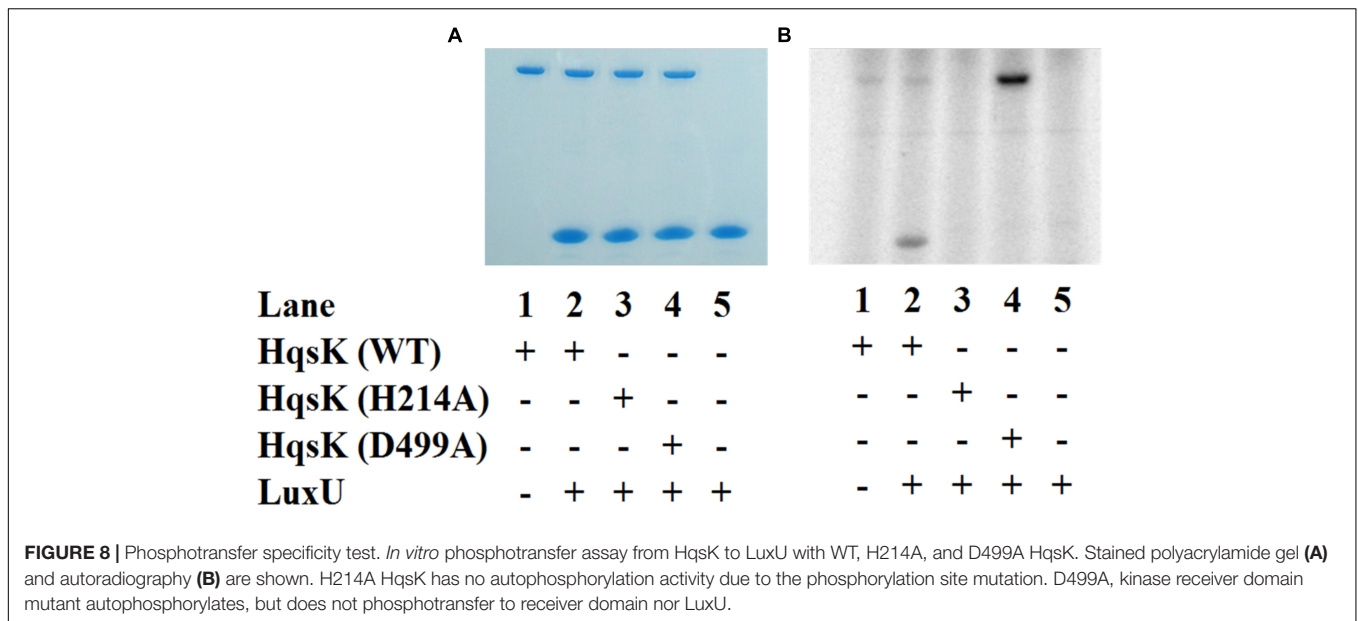 A B
Lane 1 2 3 4 5 1 2 3 4 5
HqsK (WT) + + - - - + + - - -
HqsK (H214A) - - + - - - - + - -
HqsK (D499A) - - - + - - - - + -
LuxU - + + + + - + + + +
FIGURE 8 | Phosphotransfer specificity test. In vitro phosphotransfer assay from HqsK to LuxU with WT, H214A, and D499A HqsK. Stained polyacrylamide gel (A)
and autoradiography (B) are shown. H214A HqsK has no autophosphorylation activity due to the phosphorylation site mutation. D499A, kinase receiver domain
mutant autophosphorylates, but does not phosphotransfer to receiver domain nor LuxU.